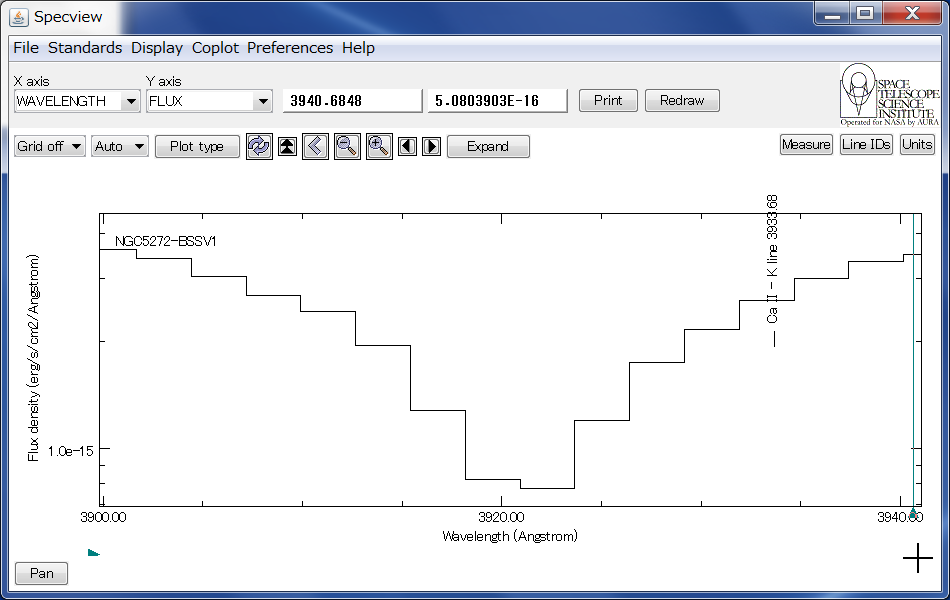 Specview
File Standards Display Coplot Preferences Help
X axis
Y axis
WAVELENGTH
FLUX
3940.6848
5.0803903E-16
Print
Redraw
SPACE
TELESCOPE
SCIENCE
INSTITUTE
Operated for NASA by AURA
Grid off
Auto
Plot type
Expand
Measure
Line IDs
Units
NGC5272-BSSV1
Ca II - K line 3933.68
Flux density (erg/s/cm2/Angstrom)
1.0e-15
3900.00
3920.00
3940.00
Wavelength (Angstrom)
Pan